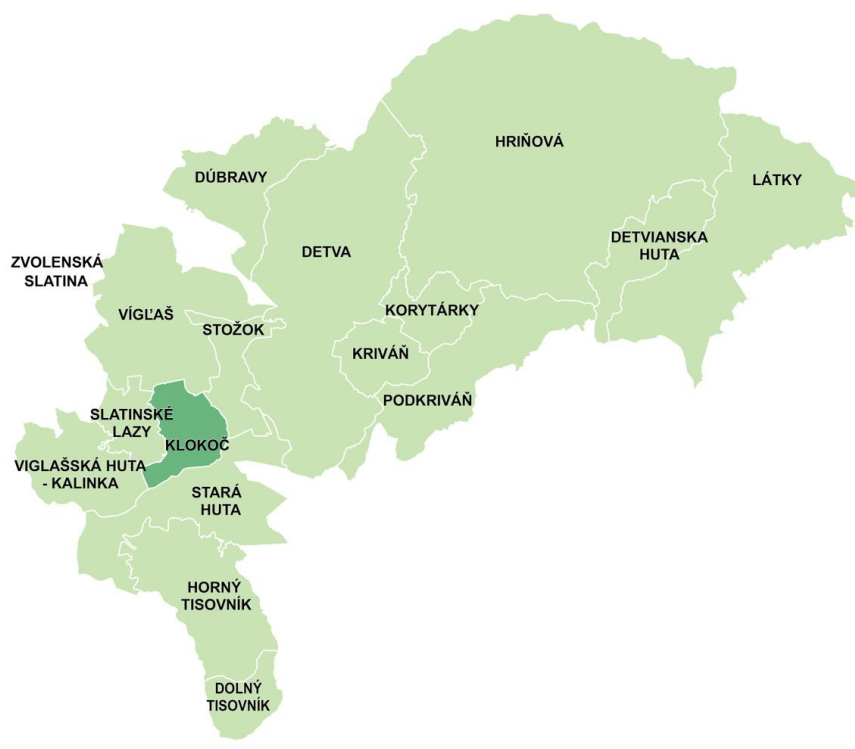 HRIŇOVÁ
DÚBRAVY
LÁTKY
DETVIANSKA
HUTA
DETVA
ZVOLENSKÁ
SLATINA
VÍGĽAŠ
STOŽOK
KORYTÁRKY
KRIVÁŇ
PODKRIVÁŇ
SLATINSKÉ
LAZY
KLOKOČ
VIGLAŠSKÁ HUTA
- KALINKA
STARÁ
HUTA
HORNÝ
TISOVNÍK
DOLNÝ
TISOVNÍK